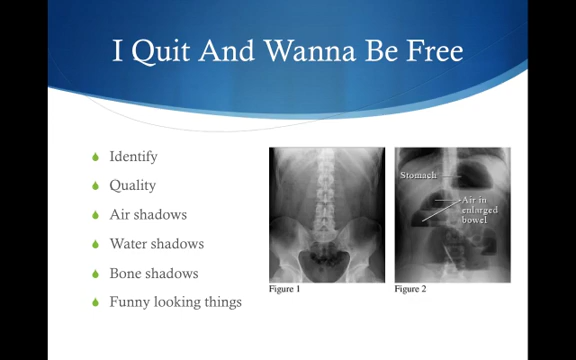 I Quit And Wanna Be Free
Identify
Quality
Air shadows
Water shadows
Bone shadows
Funny looking things
Stomach
Air in
enlarged
bowel
Figure 1
Figure 2